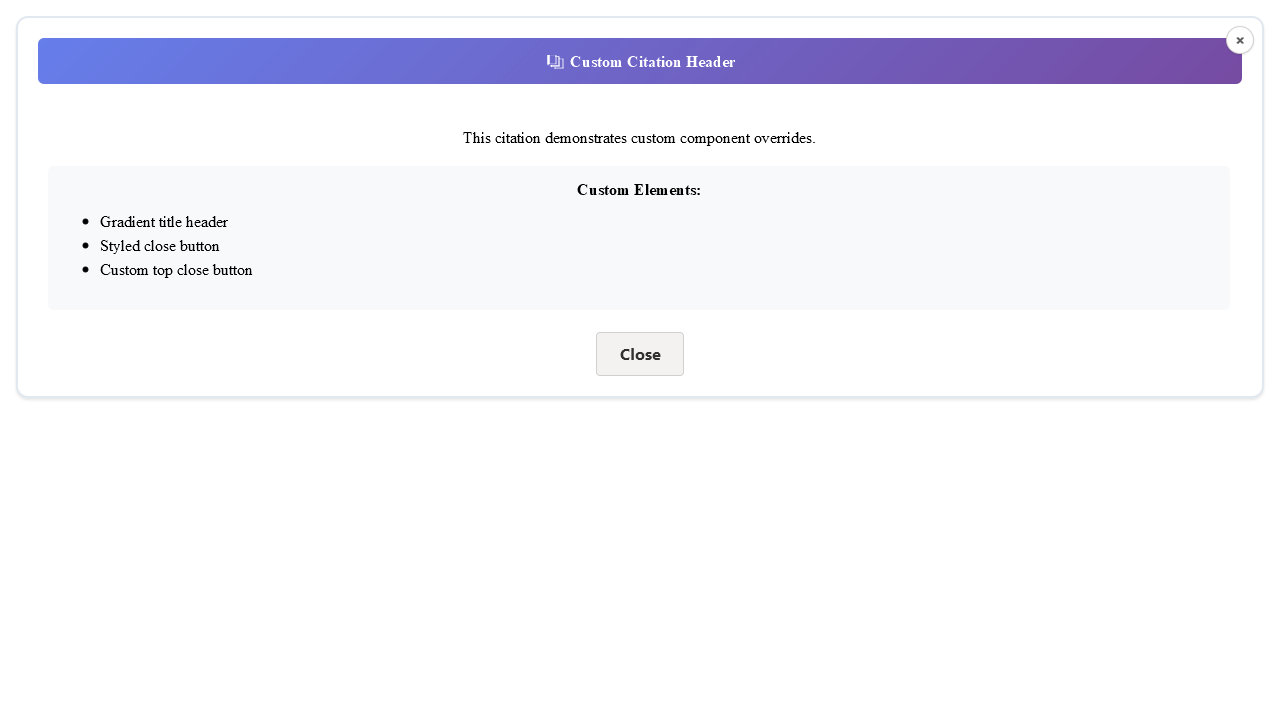 Custom Citation Header
×
This citation demonstrates custom component overrides.
Custom Elements:
• Gradient title header
• Styled close button
• Custom top close button
Close